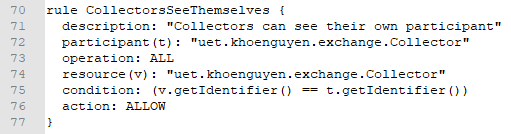 70 rule CollectorsSeeThemselves {
71   description: "Collectors can see their own participant"
72   participant(t): "uet.khoenguyen.exchange.Collector"
73   operation: ALL
74   resource(v): "uet.khoenguyen.exchange.Collector"
75   condition: (v.getIdentifier() == t.getIdentifier())
76   action: ALLOW
77 }